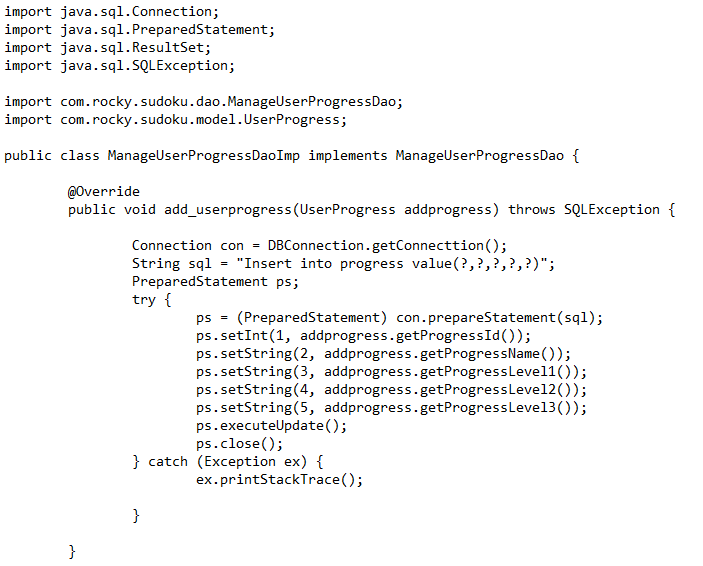 import java.sql.Connection;
import java.sql.PreparedStatement;
import java.sql.ResultSet;
import java.sql.SQLException;

import com.rocky.sudoku.dao.ManageUserProgressDao;
import com.rocky.sudoku.model.UserProgress;

public class ManageUserProgressDaoImp implements ManageUserProgressDao {

        @Override
        public void add_userprogress(UserProgress addprogress) throws SQLException {

                Connection con = DBConnection.getConnecttion();
                String sql = "Insert into progress value(?,?,?,?,?)";
                PreparedStatement ps;
                try {
                        ps = (PreparedStatement) con.prepareStatement(sql);
                        ps.setInt(1, addprogress.getProgressId());
                        ps.setString(2, addprogress.getProgressName());
                        ps.setString(3, addprogress.getProgressLevel1());
                        ps.setString(4, addprogress.getProgressLevel2());
                        ps.setString(5, addprogress.getProgressLevel3());
                        ps.executeUpdate();
                        ps.close();
                } catch (Exception ex) {
                        ex.printStackTrace();

                }

        }